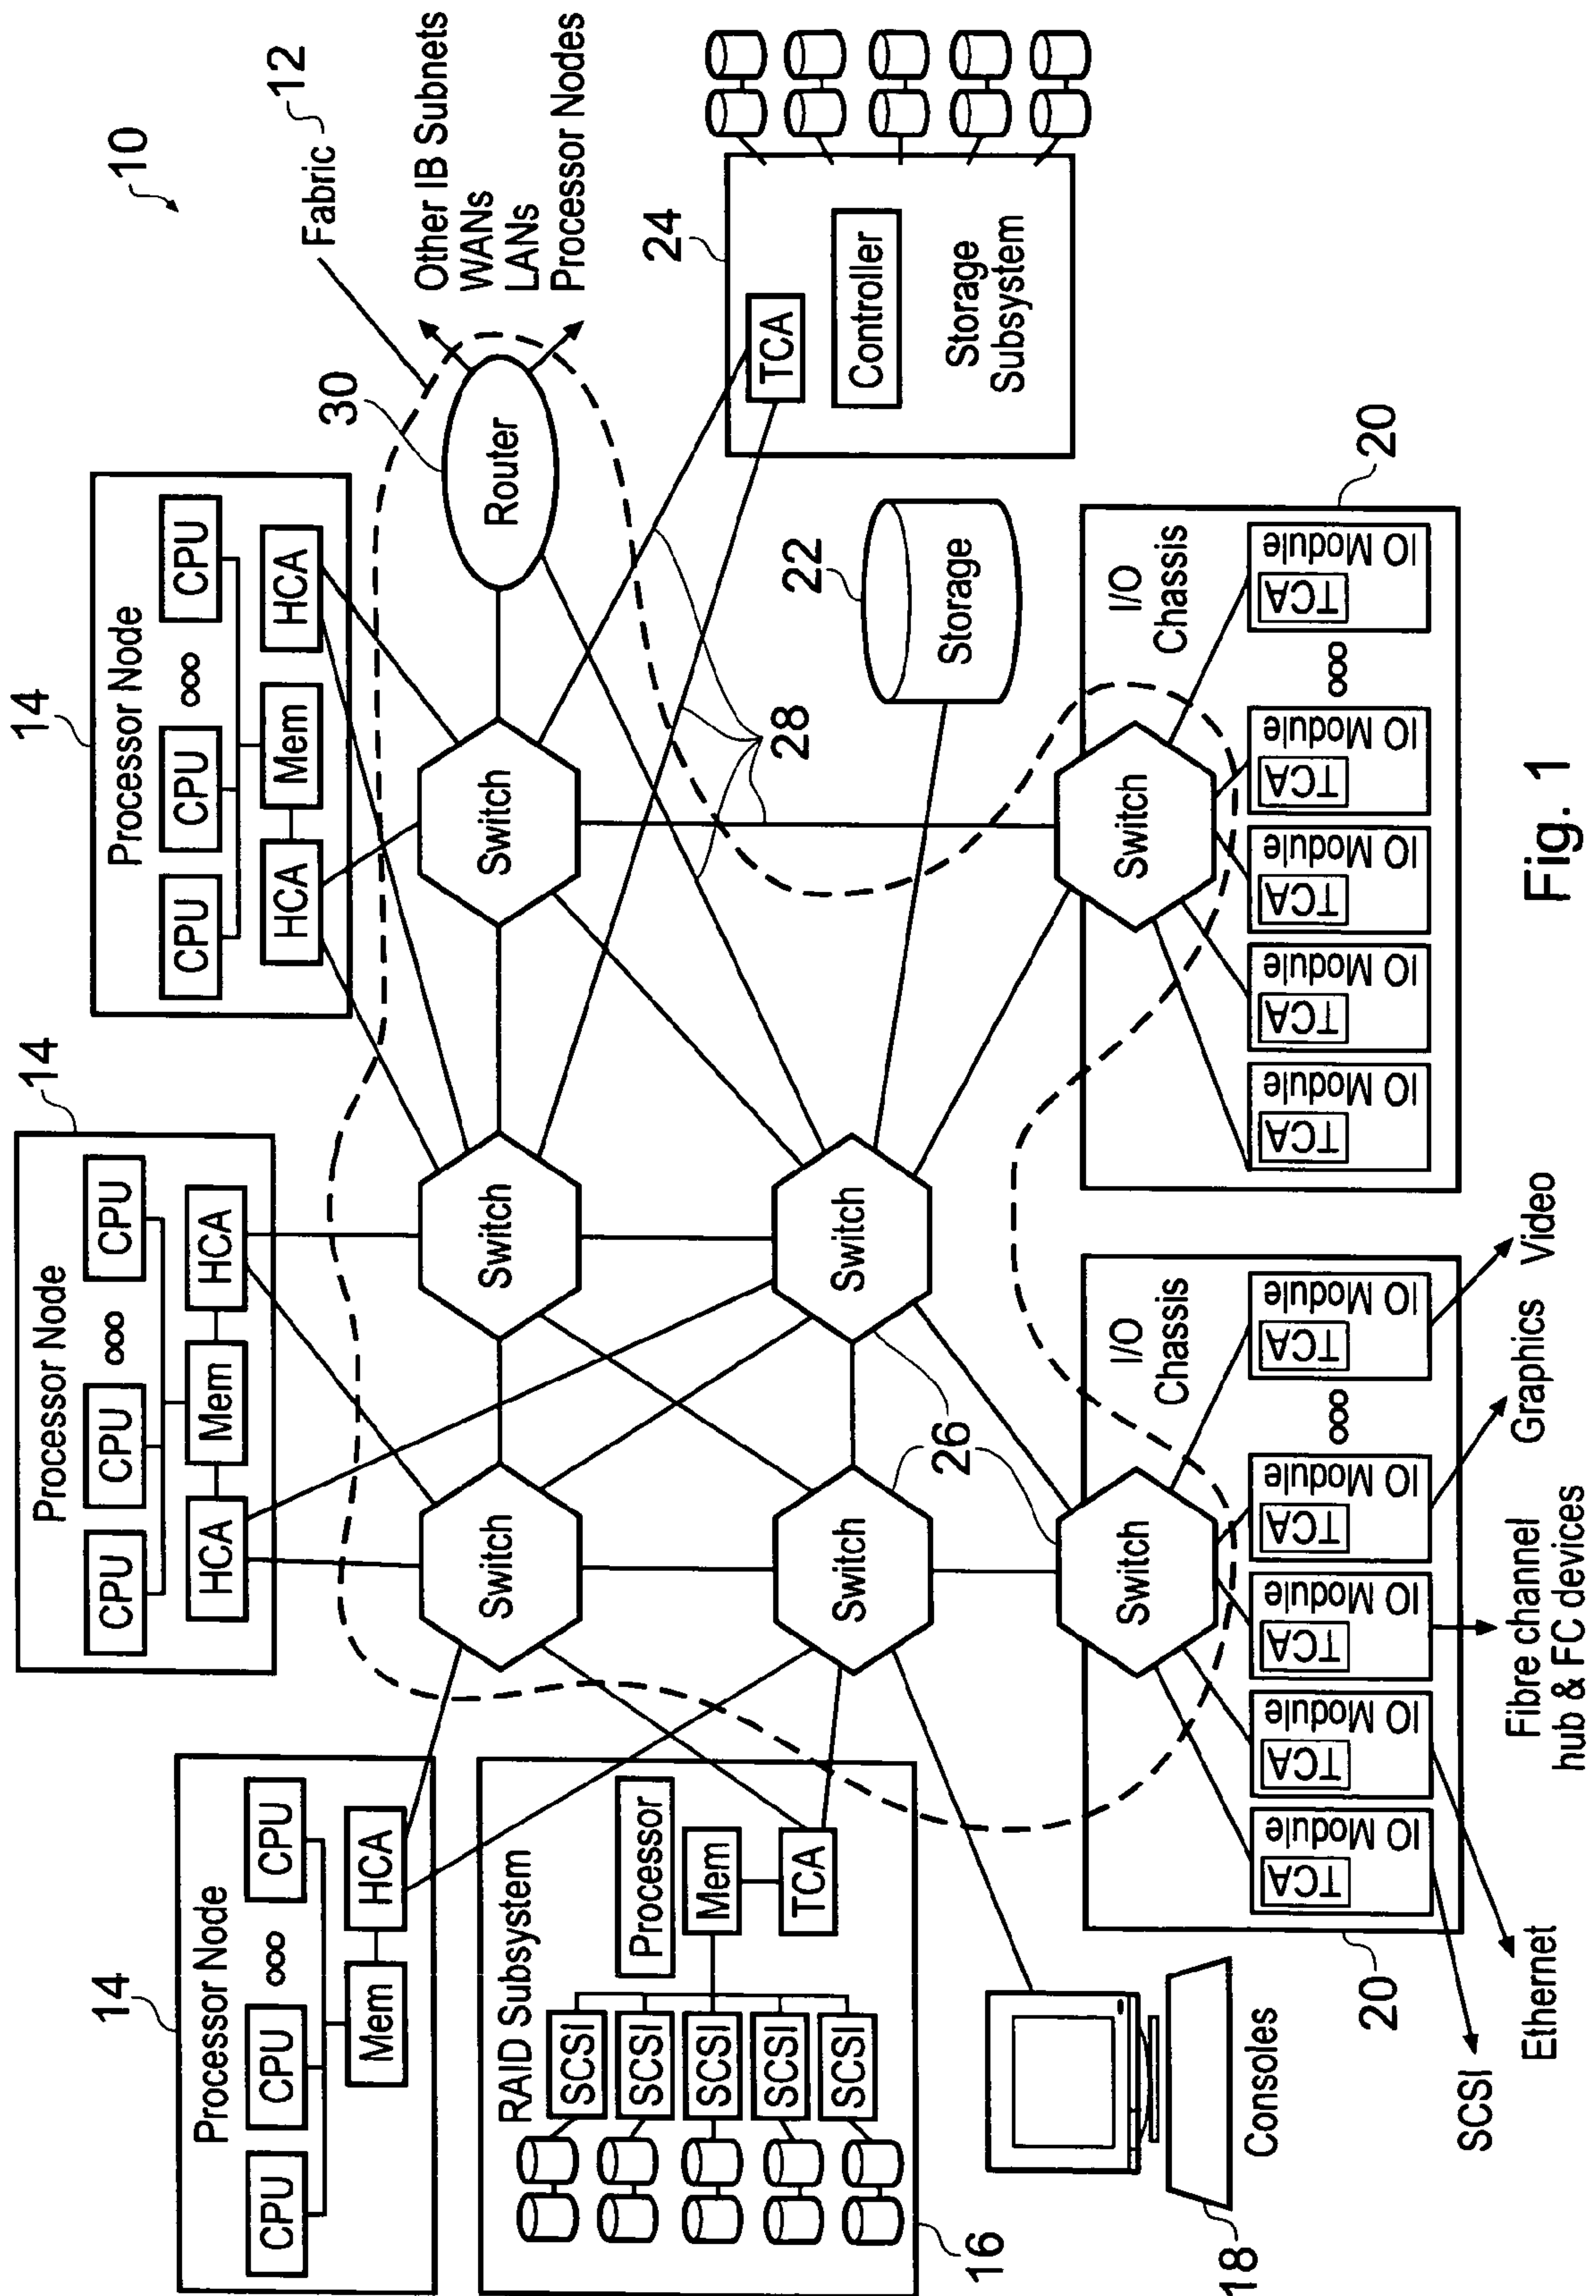 10
Fabric
12
Other IB Subnets
WANs
LANs
Processor Nodes
14
Processor Node
CPU
CPU
ooo
CPU
HCA
Mem
HCA
14
Processor Node
CPU
CPU
ooo
CPU
HCA
Mem
HCA
14
Processor Node
CPU
CPU
ooo
CPU
Mem
HCA
30
Router
Switch
Switch
Switch
28
24
TCA
Controller
Storage
Subsystem
22
Storage
RAID Subsystem
Processor
Mem
TCA
SCSI
SCSI
SCSI
SCSI
SCSI
16
Switch
Switch
26
18
Consoles
Switch
I/O
Chassis
TCA
IO Module
TCA
IO Module
TCA
IO Module
TCA
IO Module
ooo
TCA
IO Module
20
SCSI
Ethernet
Fibre channel
hub & FC devices
Graphics
Video
Switch
I/O
Chassis
TCA
IO Module
TCA
IO Module
TCA
IO Module
TCA
IO Module
ooo
TCA
IO Module
20
Fig. 1